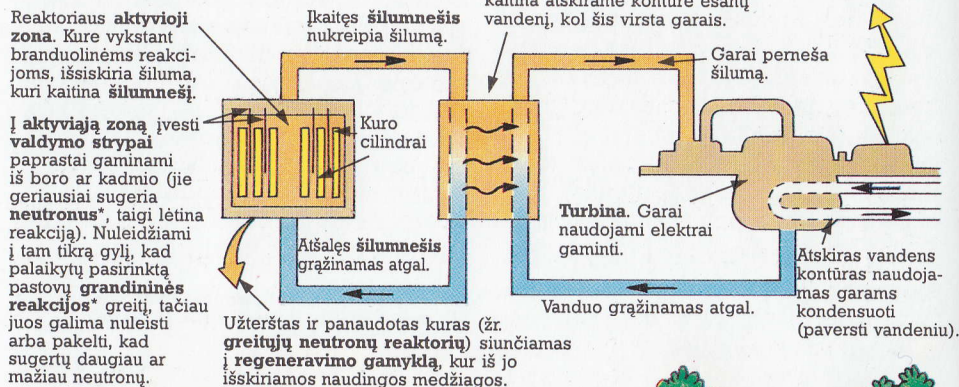 Reaktoriaus aktyvioji
zona. Kure vykstant
branduolinėms reakci-
joms, išsiskiria šiluma,
kuri kaitina šilumnešį.
Į aktyviąją zoną įvesti
valdymo strypai
paprastai gaminami
iš boro ar kadmio (jie
geriausiai sugeria
neutronus*, taigi lėtina
reakciją). Nuleidžiami
į tam tikrą gylį, kad
palaikytų pasirinktą
pastovų grandininės
reakcijos* greitį, tačiau
juos galima nuleisti
arba pakelti, kad
sugertų daugiau ar
mažiau neutronų.
Įkaitęs šilumnešis
nukreipia šilumą.
kaitina atskirame kontūre esantį
vandenį, kol šis virsta garais.
Garai perneša
šilumą.
Kuro
cilindrai
Atšalęs šilumnešis
grąžinamas atgal.
Turbina. Garai
naudojami elektrai
gaminti.
Vanduo grąžinamas atgal.
Atskiras vandens
kontūras naudoja-
mas garams
kondensuoti
(paversti vandeniu).
Užterštas ir panaudotas kuras (žr.
greitųjų neutronų reaktorių) siunčiamas
į regeneravimo gamyklą, kur iš jo
išskiriamos naudingos medžiagos.